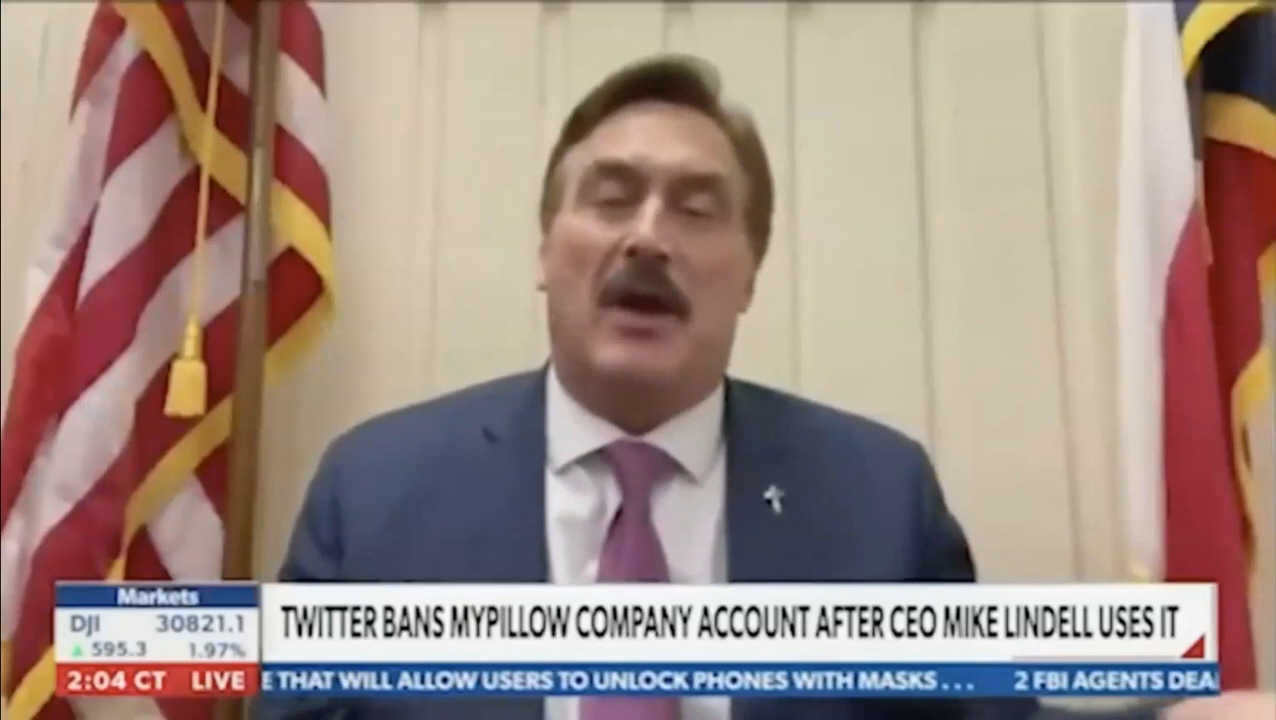 Markets
DJI 30821.1
▲ 595.3 1.97%
TWITTER BANS MYPILLOW COMPANY ACCOUNT AFTER CEO MIKE LINDELL USES IT
2:04 CT LIVE
E THAT WILL ALLOW USERS TO UNLOCK PHONES WITH MASKS . . . 2 FBI AGENTS DEA